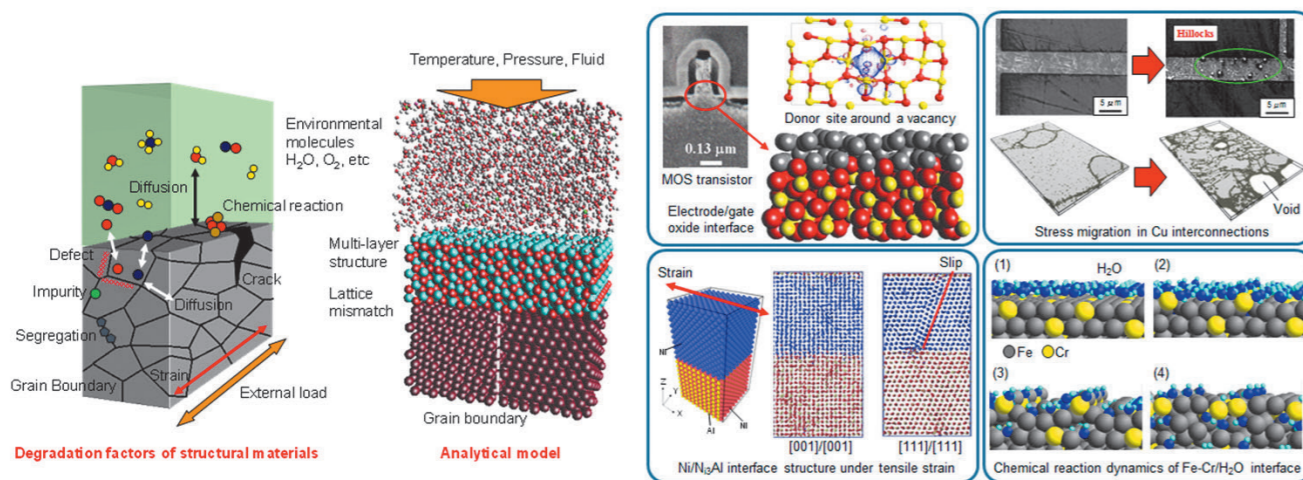 Environmental
molecules
H₂O, O₂, etc
Diffusion
Chemical reaction
Defect
Crack
Impurity
Diffusion
Segregation
Strain
Grain Boundary
External load
Degradation factors of structural materials
Temperature, Pressure, Fluid
Multi-layer
structure
Lattice
mismatch
Grain boundary
Analytical model
0.13 µm
MOS transistor
Donor site around a vacancy
Electrode/gate
oxide interface
Hillocks
5 µm
5 µm
Void
Stress migration in Cu interconnections
Strain
Slip
Ni
Z
Y
X
Al
Ni
[001]/[001]
[111]/[111]
Ni/Ni₃Al interface structure under tensile strain
(1)
H₂O
(2)
Fe
Cr
(3)
(4)
Chemical reaction dynamics of Fe-Cr/H₂O interface